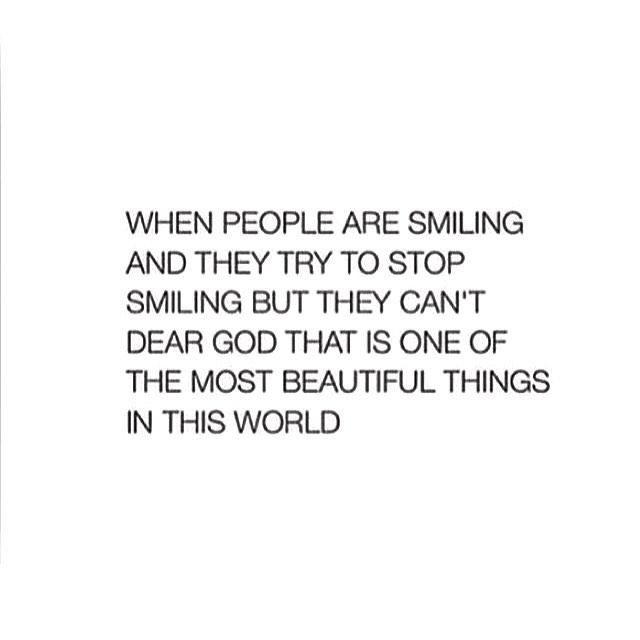 WHEN PEOPLE ARE SMILING
AND THEY TRY TO STOP
SMILING BUT THEY CAN'T
DEAR GOD THAT IS ONE OF
THE MOST BEAUTIFUL THINGS
IN THIS WORLD